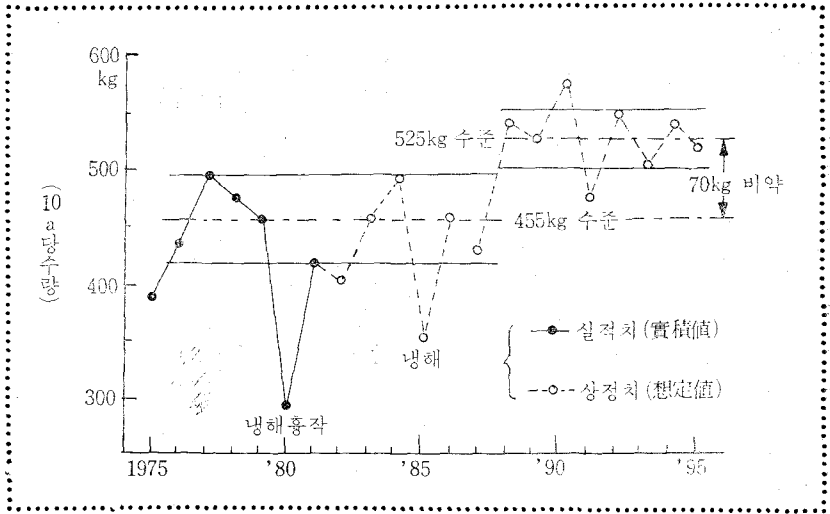 600
kg
500
400
300
10a당수량
525kg 수준
70kg 비약
455kg 수준
냉해
냉해흉작
실적치(實積値)
상정치(想定値)
1975 '80 '85 '90 '95